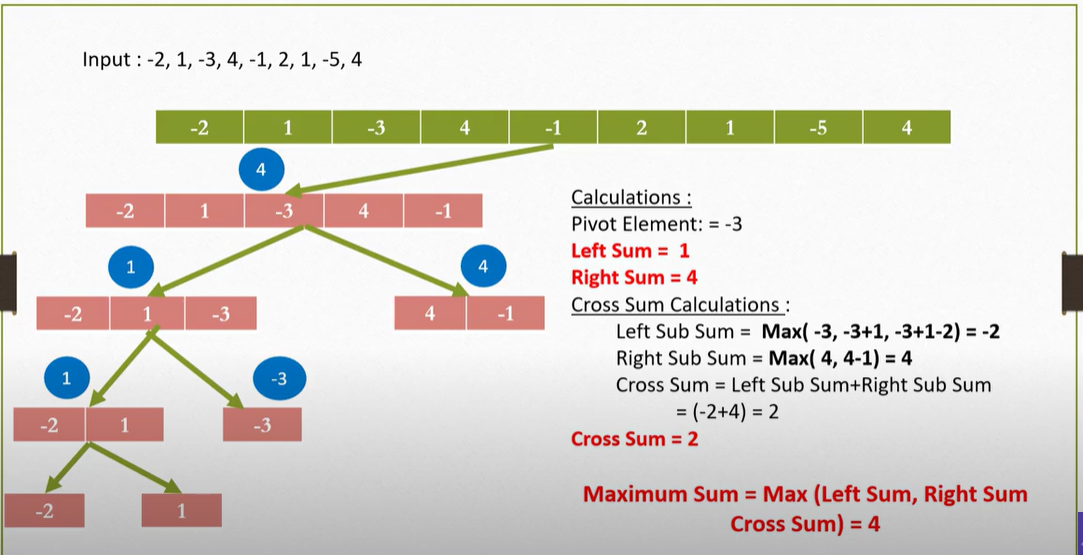 Input : -2, 1, -3, 4, -1, 2, 1, -5, 4
-2 1 -3 4 -1 2 1 -5 4
4
-2 1 -3 4 -1
1
4
-2 1 -3
4 -1
1
-3
-2 1
-3
-2
1
Calculations :
Pivot Element: = -3
Left Sum = 1
Right Sum = 4
Cross Sum Calculations :
Left Sub Sum = Max( -3, -3+1, -3+1-2) = -2
Right Sub Sum = Max( 4, 4-1) = 4
Cross Sum = Left Sub Sum+Right Sub Sum
= (-2+4) = 2
Cross Sum = 2
Maximum Sum = Max (Left Sum, Right Sum
Cross Sum) = 4